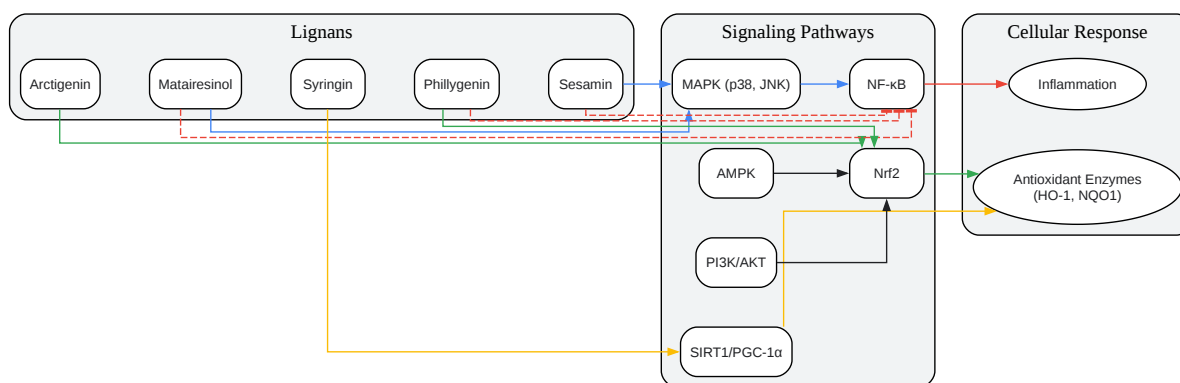 Lignans
Signaling Pathways
Cellular Response
Arctigenin
Matairesinol
Syringin
Phillygenin
Sesamin
MAPK (p38, JNK)
NF-κB
Inflammation
AMPK
Nrf2
Antioxidant Enzymes
(HO-1, NQO1)
PI3K/AKT
SIRT1/PGC-1α